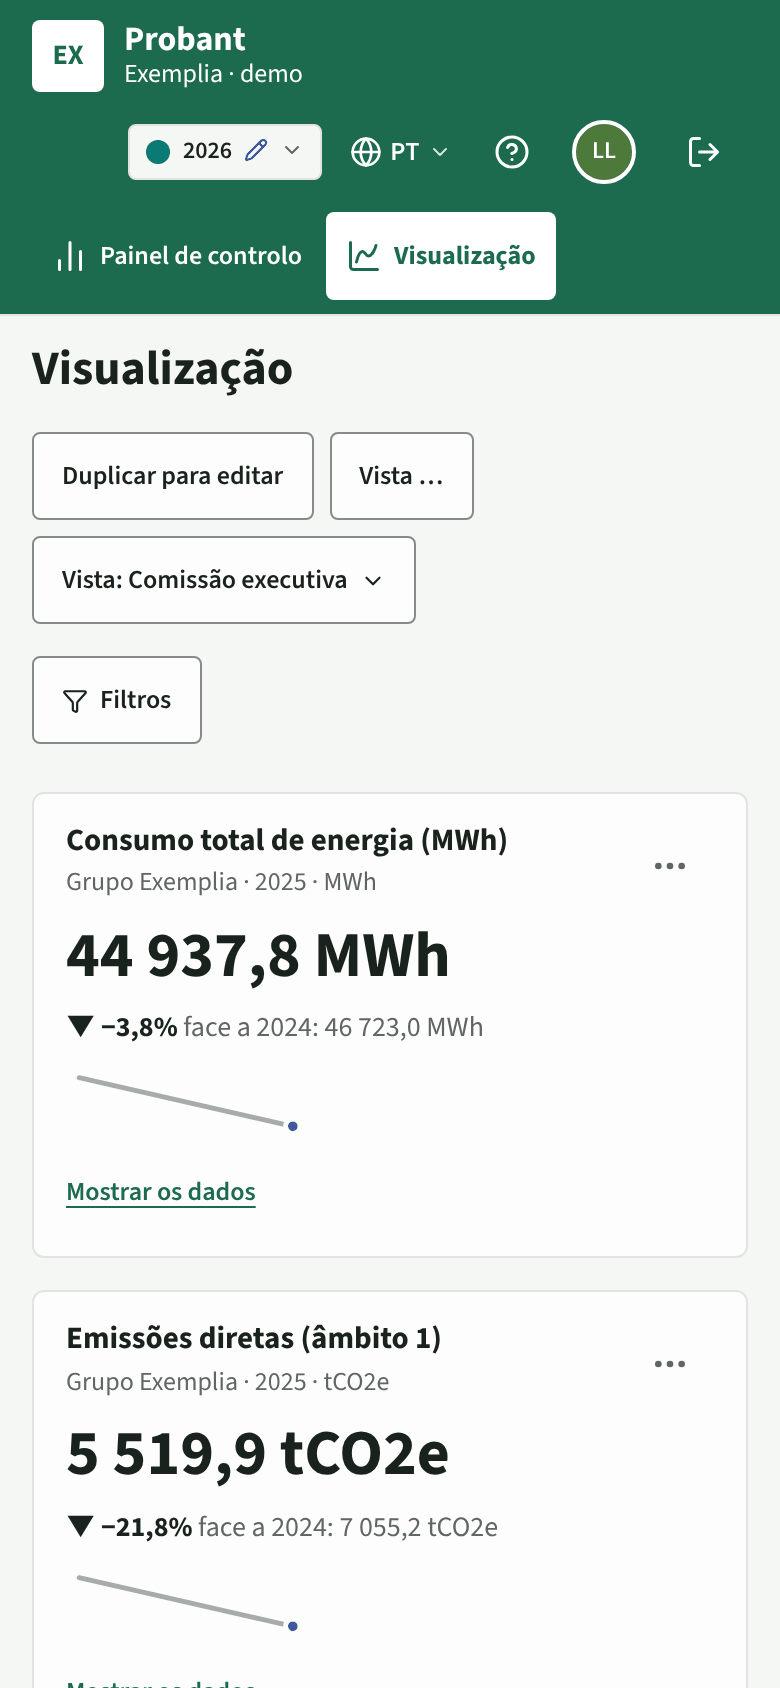 EX
Probant
Exemplia · demo
2026
PT
LL
Painel de controlo
Visualização
Visualização
Duplicar para editar
Vista …
Vista: Comissão executiva
Filtros
Consumo total de energia (MWh)
Grupo Exemplia · 2025 · MWh
44 937,8 MWh
▼ −3,8% face a 2024: 46 723,0 MWh
Mostrar os dados
Emissões diretas (âmbito 1)
Grupo Exemplia · 2025 · tCO2e
5 519,9 tCO2e
▼ −21,8% face a 2024: 7 055,2 tCO2e